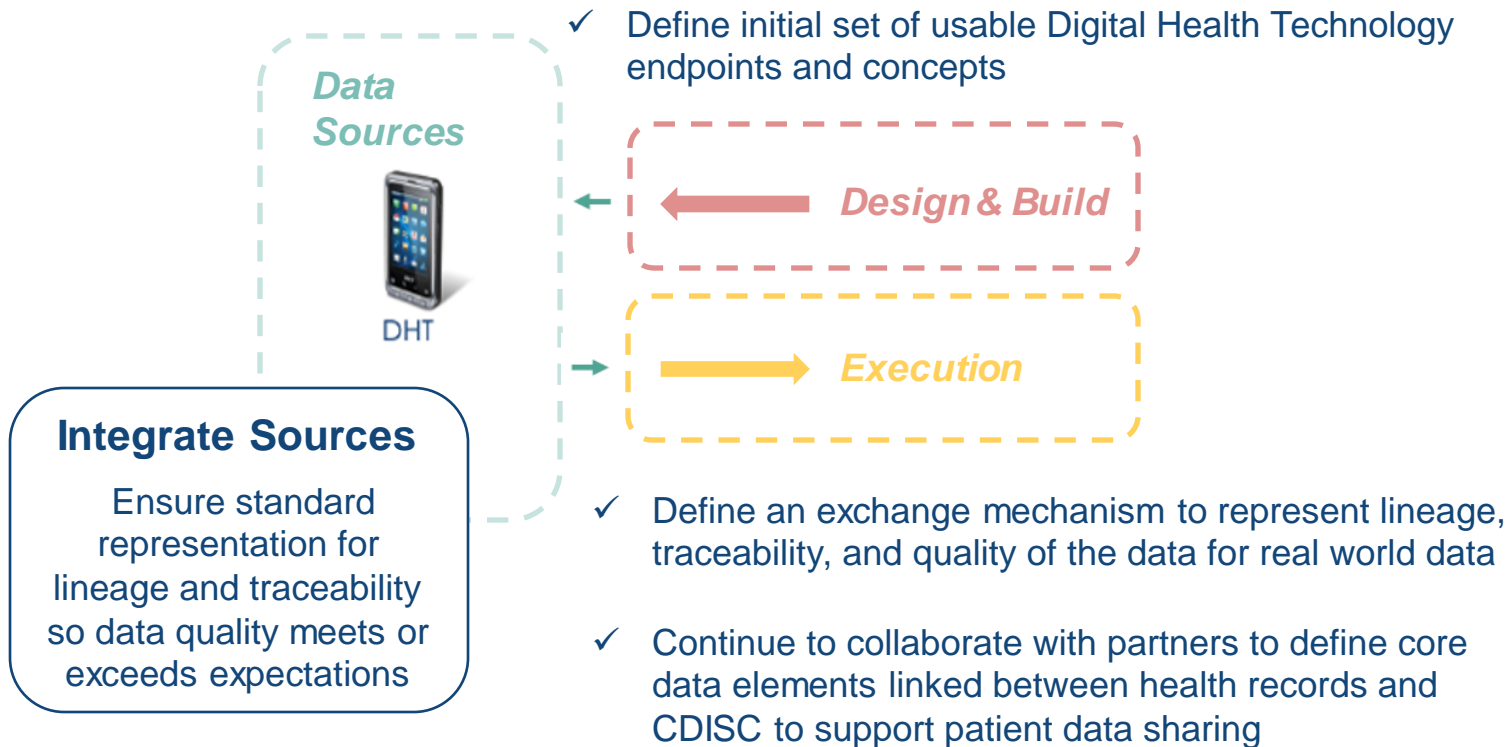 ✓ Define initial set of usable Digital Health Technology
endpoints and concepts
Data
Sources
DHT
Design & Build
Execution
Integrate Sources
Ensure standard
representation for
lineage and traceability
so data quality meets or
exceeds expectations
✓ Define an exchange mechanism to represent lineage,
traceability, and quality of the data for real world data
✓ Continue to collaborate with partners to define core
data elements linked between health records and
CDISC to support patient data sharing